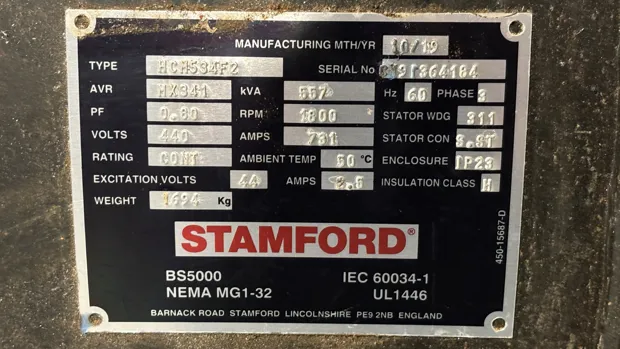 MANUFACTURING MTH/YR 10/19
TYPE HCM534F2 SERIAL No
AVR MX341 kVA 557 Hz 60 PHASE 3
PF 0.80 RPM 1800 STATOR WDG 311
VOLTS 440 AMPS 731 STATOR CON S.ST
RATING CONT AMBIENT TEMP 50 °C ENCLOSURE IP23
EXCITATION VOLTS 44 AMPS 2.5 INSULATION CLASS H
WEIGHT 1694 Kg
STAMFORD®
BS5000 IEC 60034-1
NEMA MG1-32 UL1446
BARNACK ROAD STAMFORD LINCOLNSHIRE PE9 2NB ENGLAND
450-15687-D